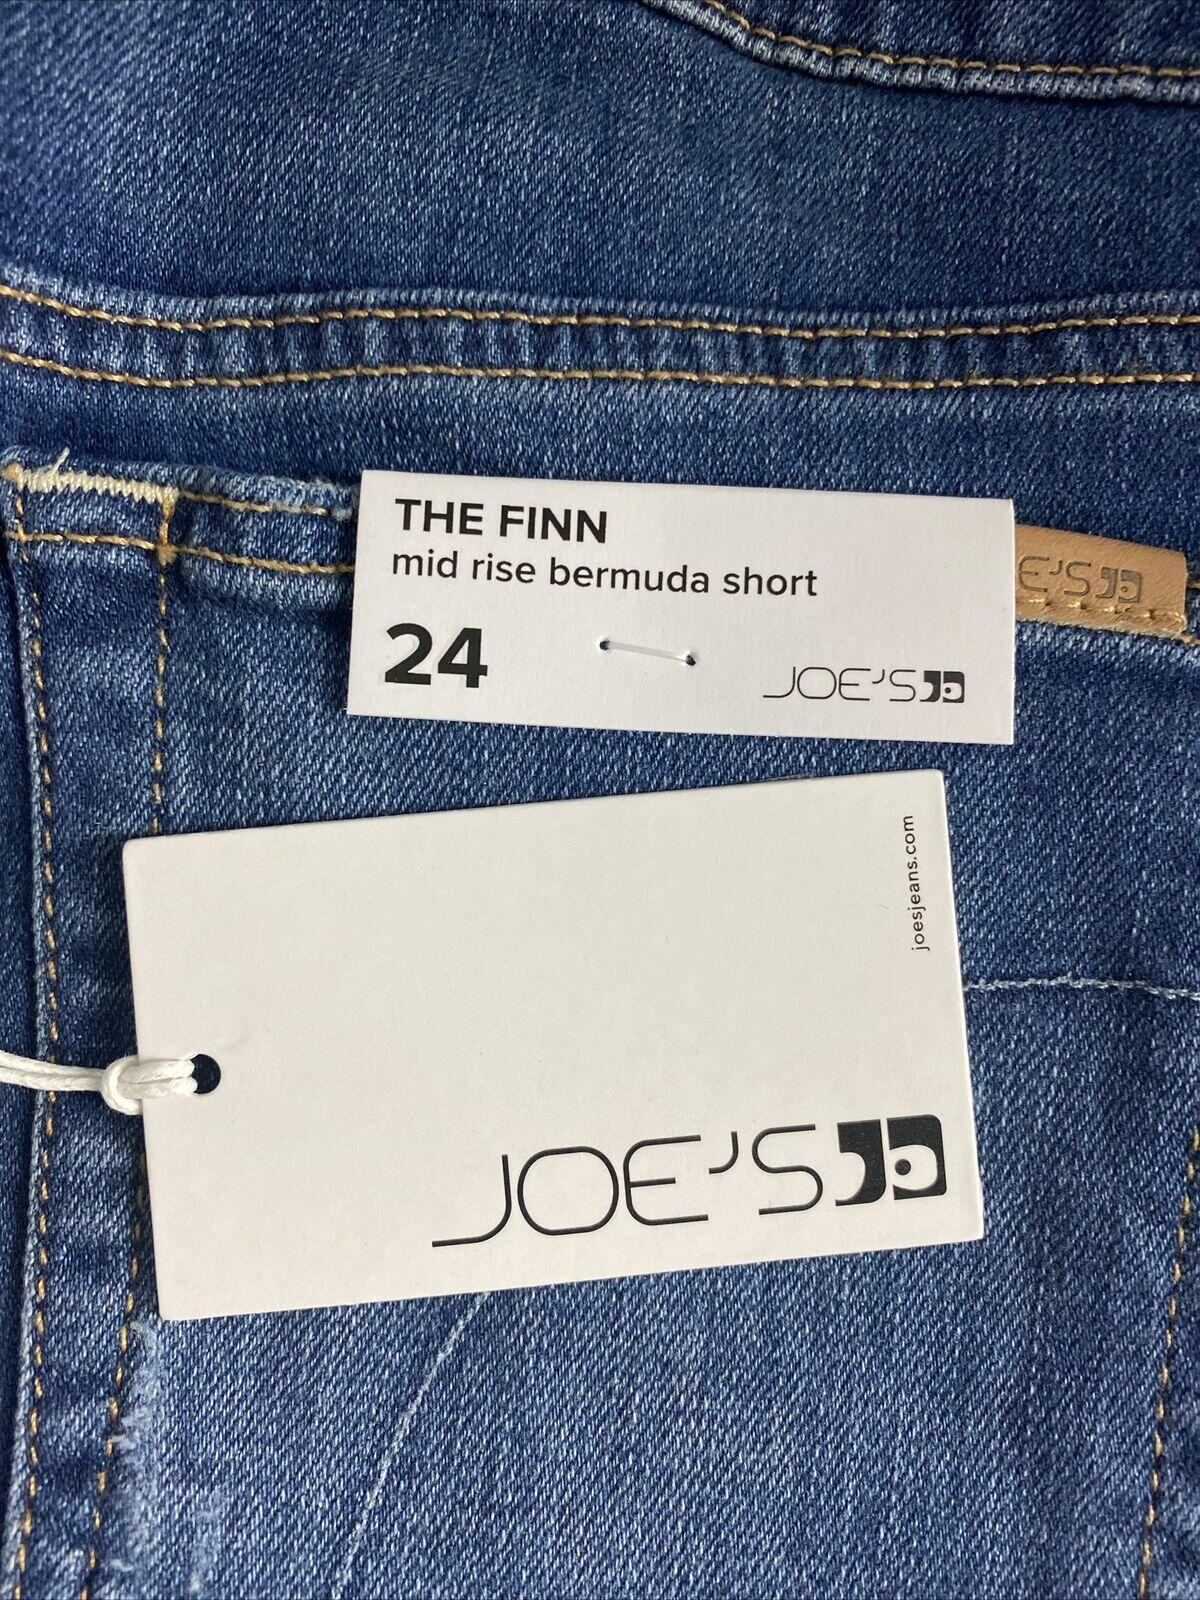 THE FINN
mid rise bermuda short
24
JOE'S
E'S
joesjeans.com
JOE'S